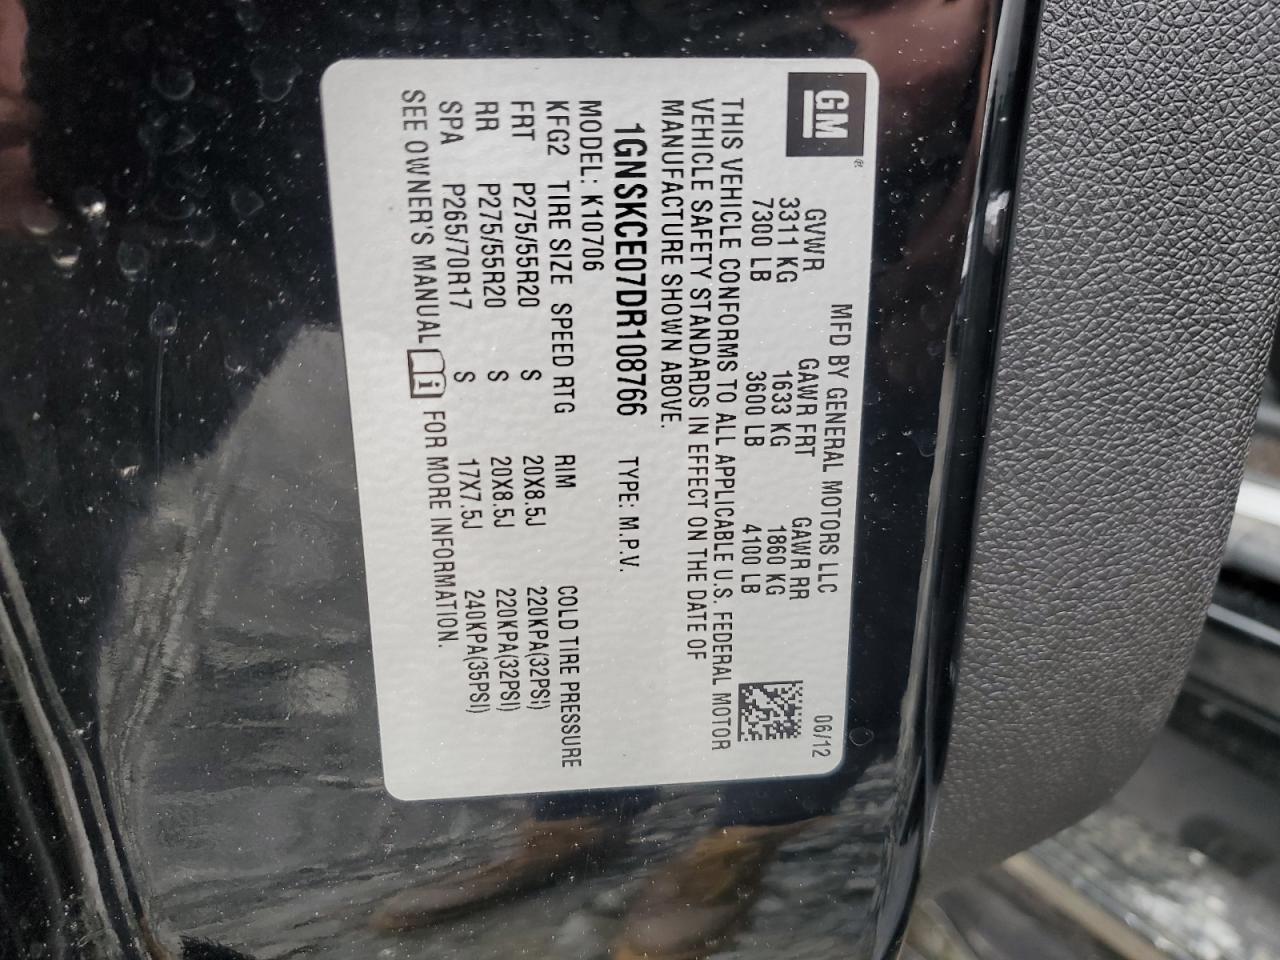 GM
MFD BY GENERAL MOTORS LLC 06/12
GVWR GAWR FRT GAWR RR
3311 KG 1633 KG 1860 KG
7300 LB 3600 LB 4100 LB
THIS VEHICLE CONFORMS TO ALL APPLICABLE U.S. FEDERAL MOTOR
VEHICLE SAFETY STANDARDS IN EFFECT ON THE DATE OF
MANUFACTURE SHOWN ABOVE.
1GNSKCE07DR108766 TYPE: M.P.V.
MODEL: K10706
KFG2 TIRE SIZE SPEED RTG RIM COLD TIRE PRESSURE
FRT P275/55R20 S 20X8.5J 220KPA(32PSI)
RR P275/55R20 S 20X8.5J 220KPA(32PSI)
SPA P265/70R17 S 17X7.5J 240KPA(35PSI)
SEE OWNER'S MANUAL i FOR MORE INFORMATION.